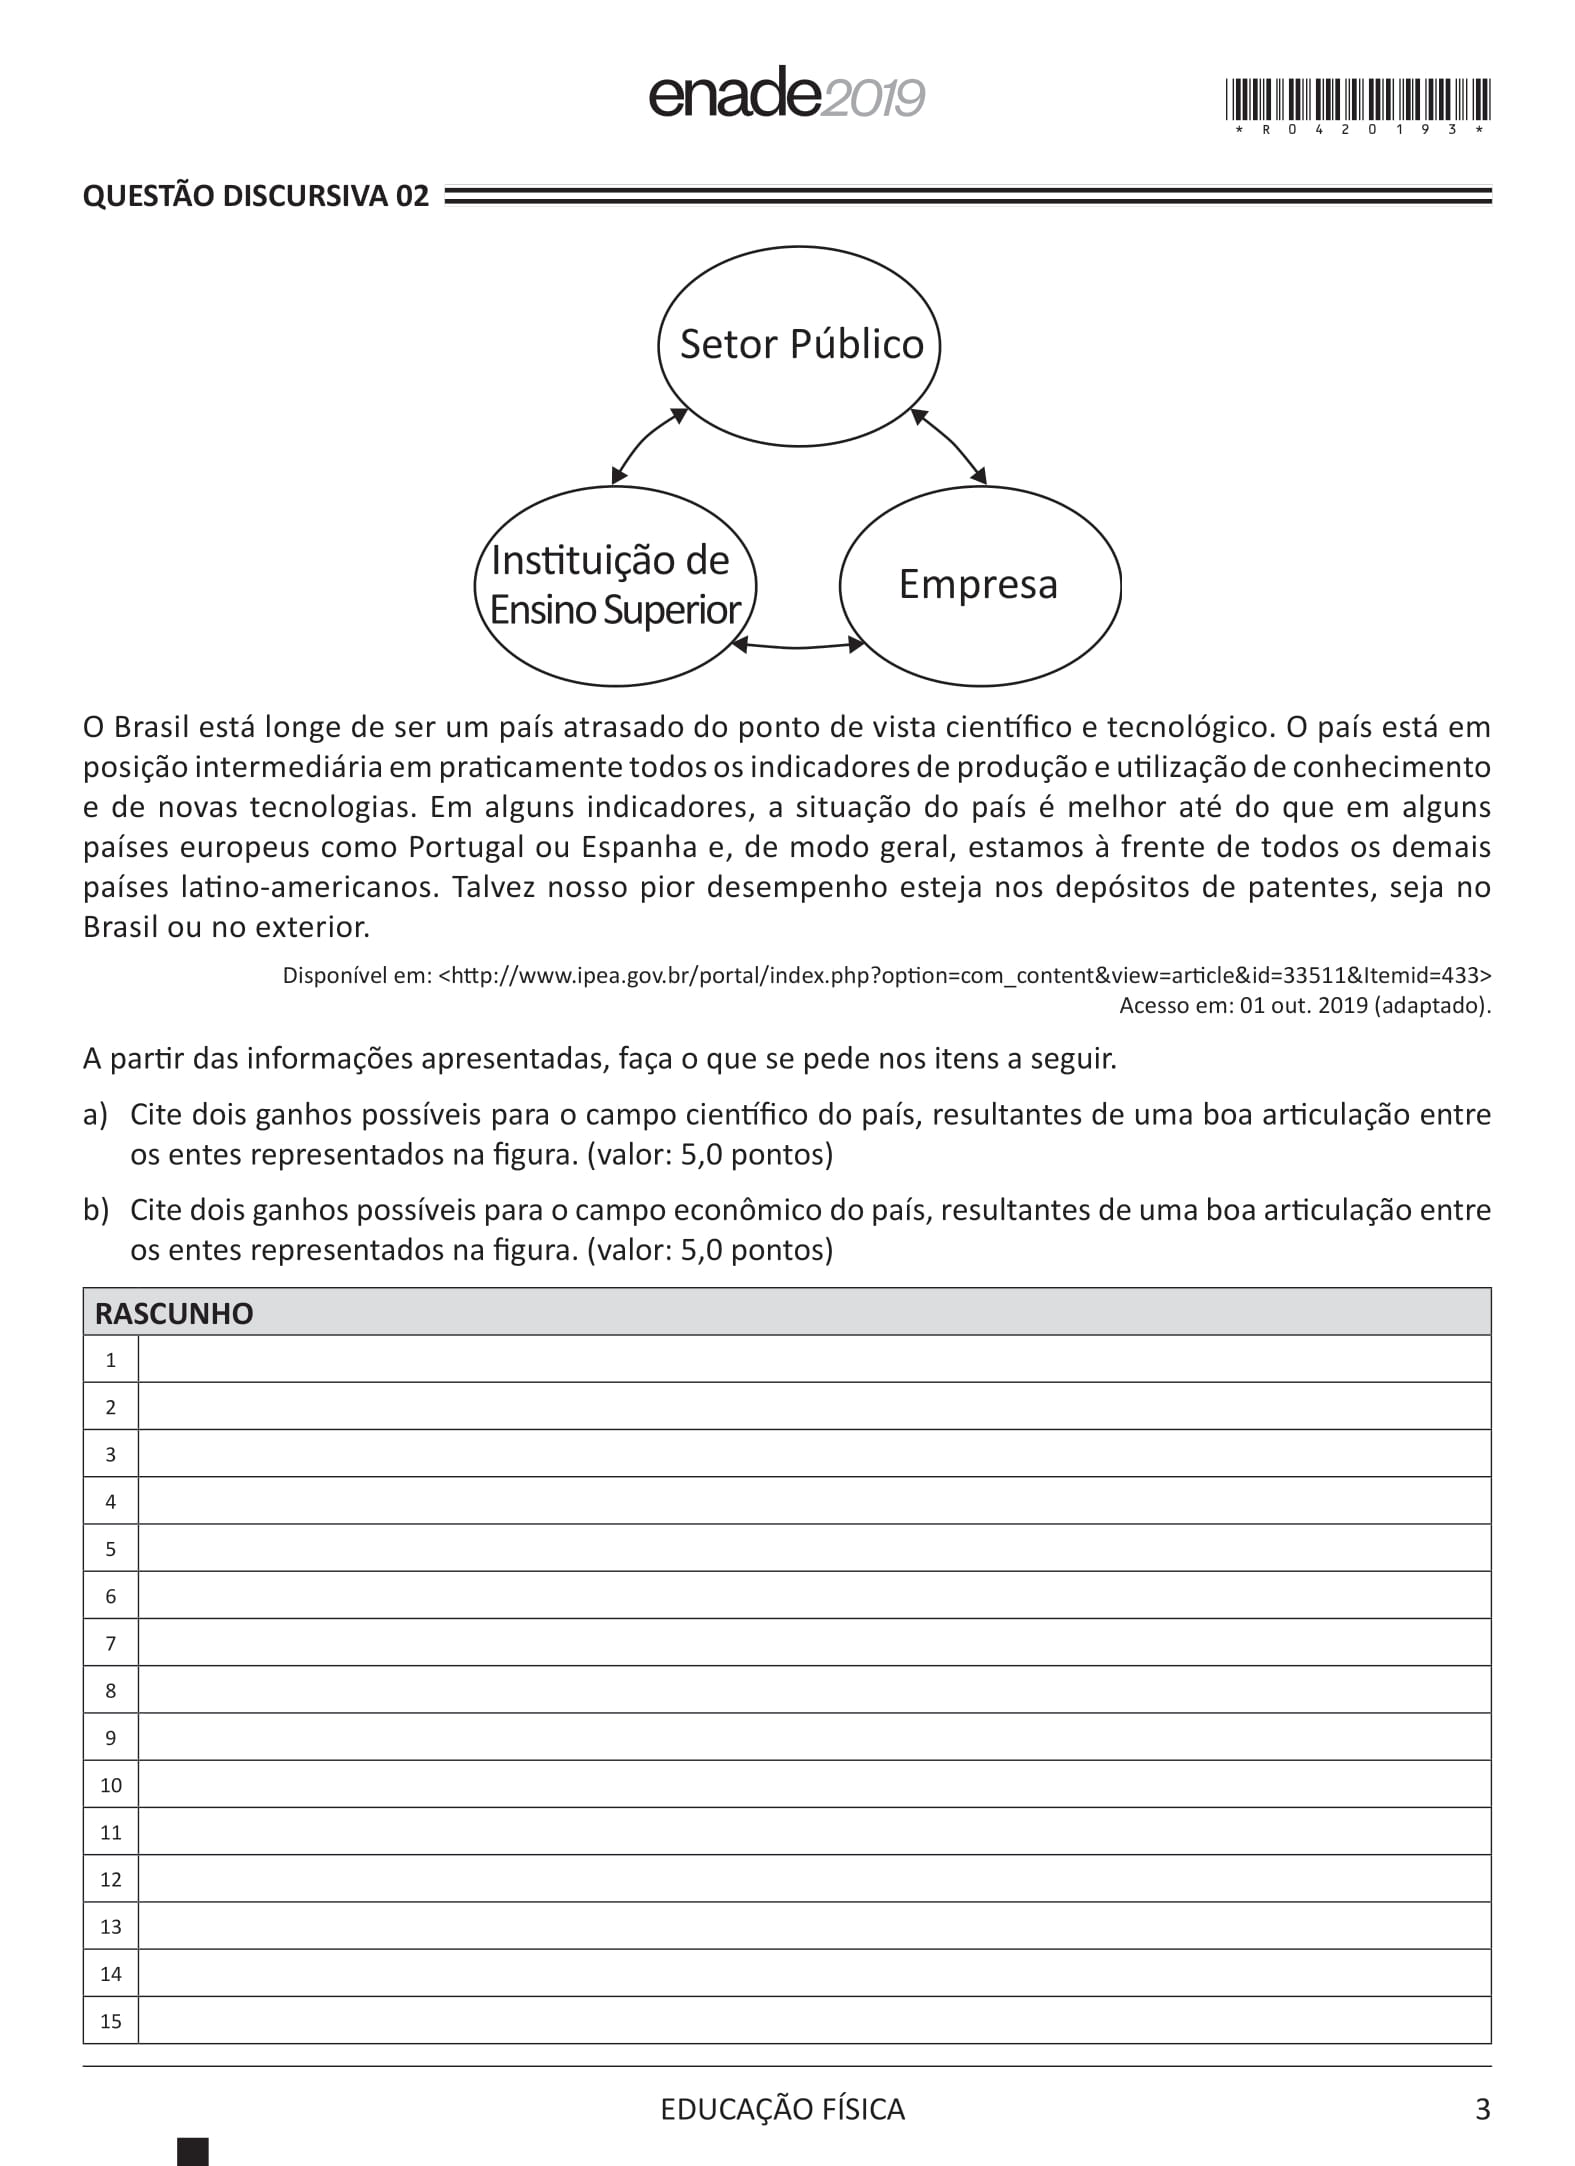 enade2019
*R0420193*
QUESTÃO DISCURSIVA 02
Setor Público
Instituição de
Ensino Superior
Empresa
O Brasil está longe de ser um país atrasado do ponto de vista científico e tecnológico. O país está em
posição intermediária em praticamente todos os indicadores de produção e utilização de conhecimento
e de novas tecnologias. Em alguns indicadores, a situação do país é melhor até do que em alguns
países europeus como Portugal ou Espanha e, de modo geral, estamos à frente de todos os demais
países latino-americanos. Talvez nosso pior desempenho esteja nos depósitos de patentes, seja no
Brasil ou no exterior.
Disponível em: <http://www.ipea.gov.br/portal/index.php?option=com_content&view=article&id=33511&Itemid=433>
Acesso em: 01 out. 2019 (adaptado).
A partir das informações apresentadas, faça o que se pede nos itens a seguir.
a) Cite dois ganhos possíveis para o campo científico do país, resultantes de uma boa articulação entre
os entes representados na figura. (valor: 5,0 pontos)
b) Cite dois ganhos possíveis para o campo econômico do país, resultantes de uma boa articulação entre
os entes representados na figura. (valor: 5,0 pontos)
RASCUNHO
1
2
3
4
5
6
7
8
9
10
11
12
13
14
15
EDUCAÇÃO FÍSICA
3